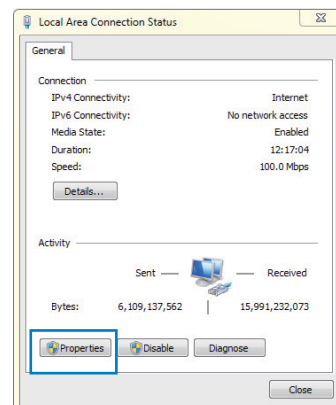 Local Area Connection Status
General
Connection
IPv4 Connectivity: Internet
IPv6 Connectivity: No network access
Media State: Enabled
Duration: 12:17:04
Speed: 100.0 Mbps
Details...
Activity
Sent — Received
Bytes: 6,109,137,562 | 15,991,232,073
Properties Disable Diagnose
Close